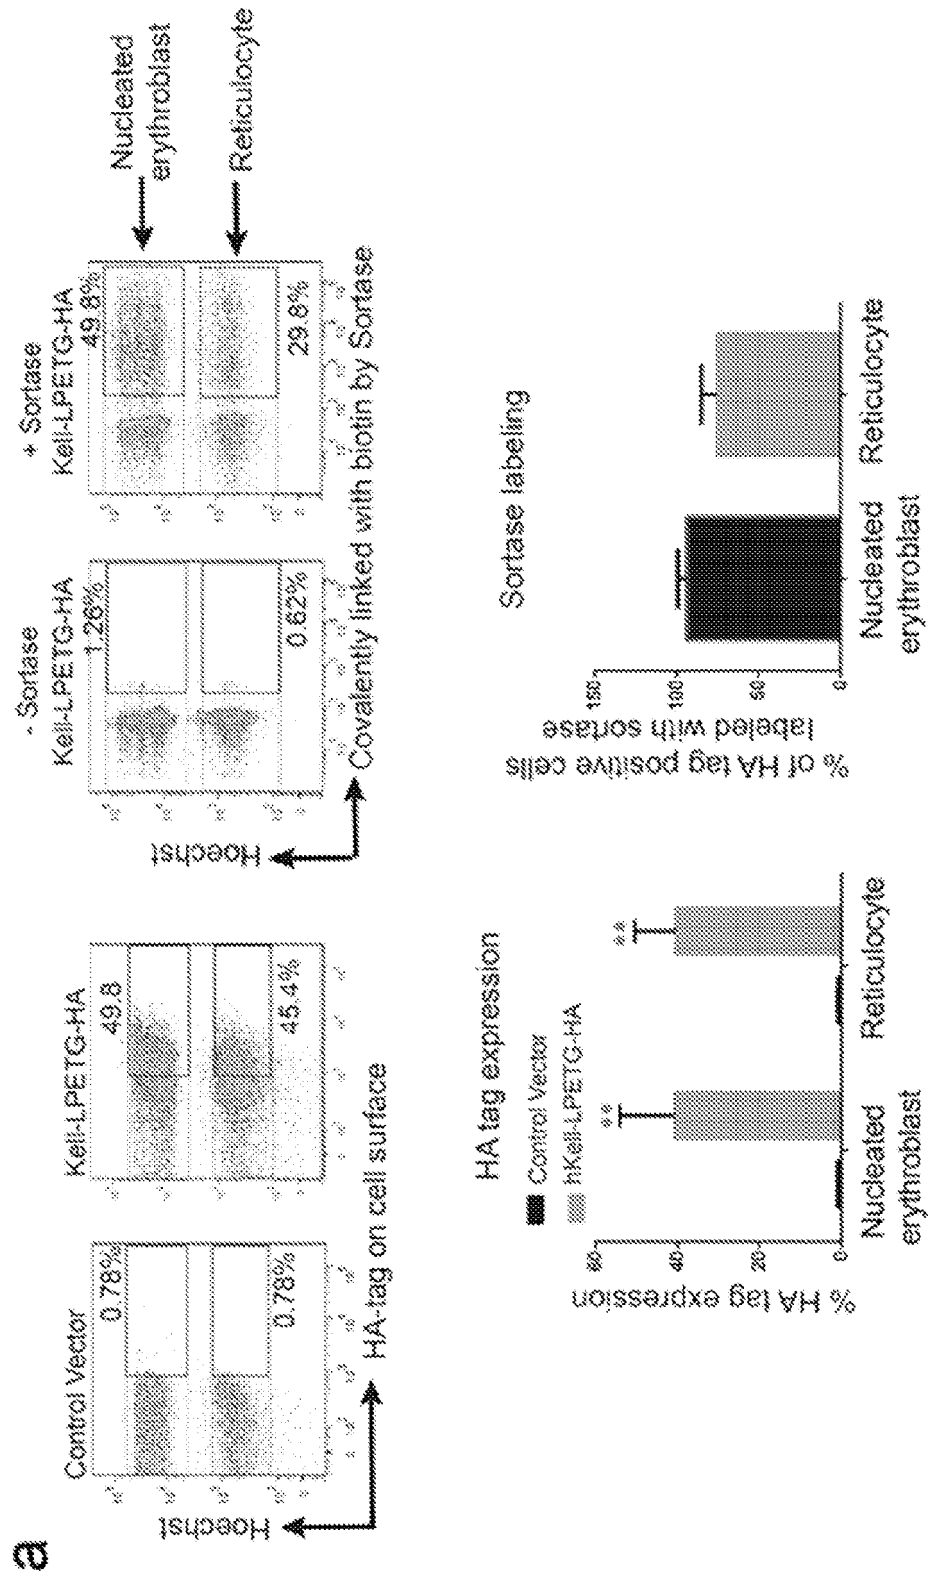 a
Control Vector
0.78%
0.78%
Kell-LPETG-HA
49.8
45.4%
Hoechst
HA-tag on cell surface
- Sortase
Kell-LPETG-HA
1.26%
0.62%
+ Sortase
Kell-LPETG-HA
49.8%
29.8%
Hoechst
Covalently linked with biotin by Sortase
Nucleated
erythroblast
Reticulocyte
HA tag expression
Control Vector
hKell-LPETG-HA
% HA tag expression
60
40
20
0
**
**
Nucleated
erythroblast
Reticulocyte
Sortase labeling
% of HA tag positive cells
labeled with sortase
150
100
50
0
Nucleated
erythroblast
Reticulocyte